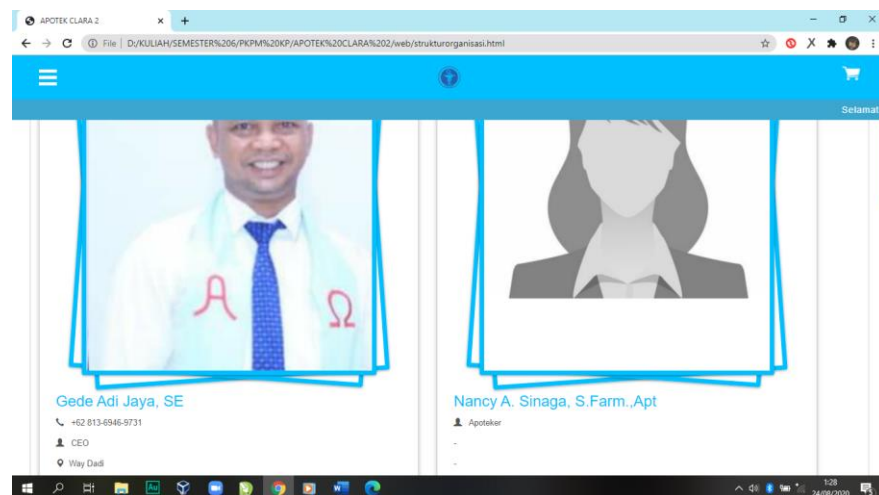 APOTEK CLARA 2
File | D:/KULIAH/SEMESTER%206/PKPM%20KP/APOTEK%20CLARA%202/web/strukturorganisasi.html
Selamat
Α Ω
Gede Adi Jaya, SE
+62 813-6946-9731
CEO
Way Dadi
Nancy A. Sinaga, S.Farm.,Apt
Apoteker
-
-
1:28
24/08/2020